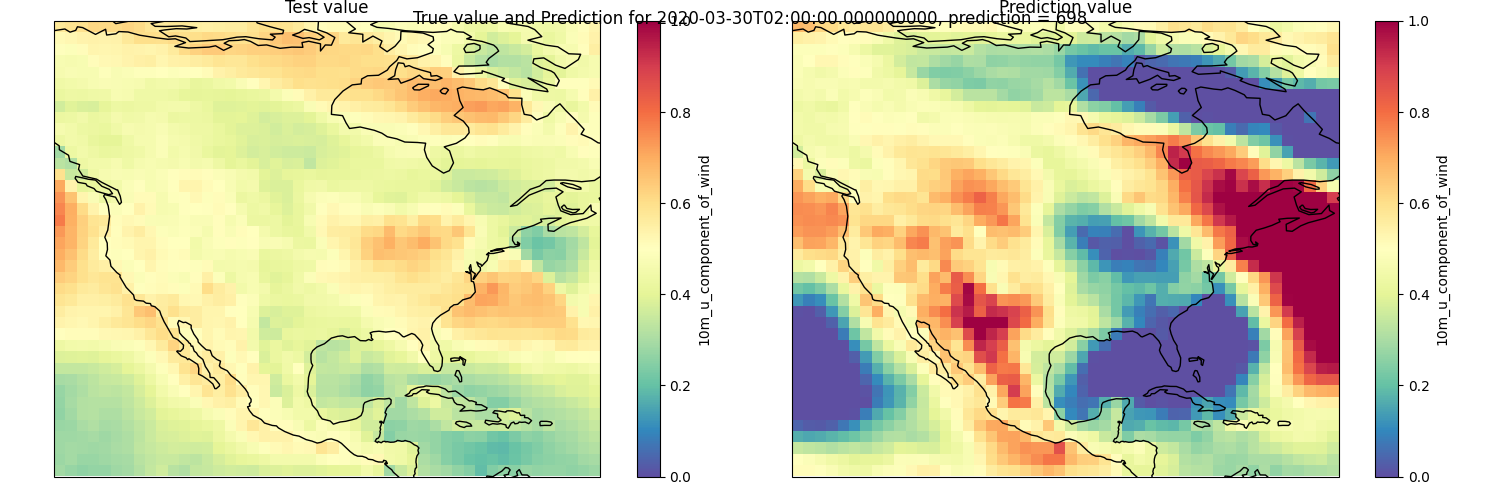 True value and Prediction for 2020-03-30T02:00:00.000000000, prediction = 698
Test value
Prediction value
1.0
0.8
0.6
0.4
0.2
0.0
10m_u_component_of_wind
1.0
0.8
0.6
0.4
0.2
0.0
10m_u_component_of_wind